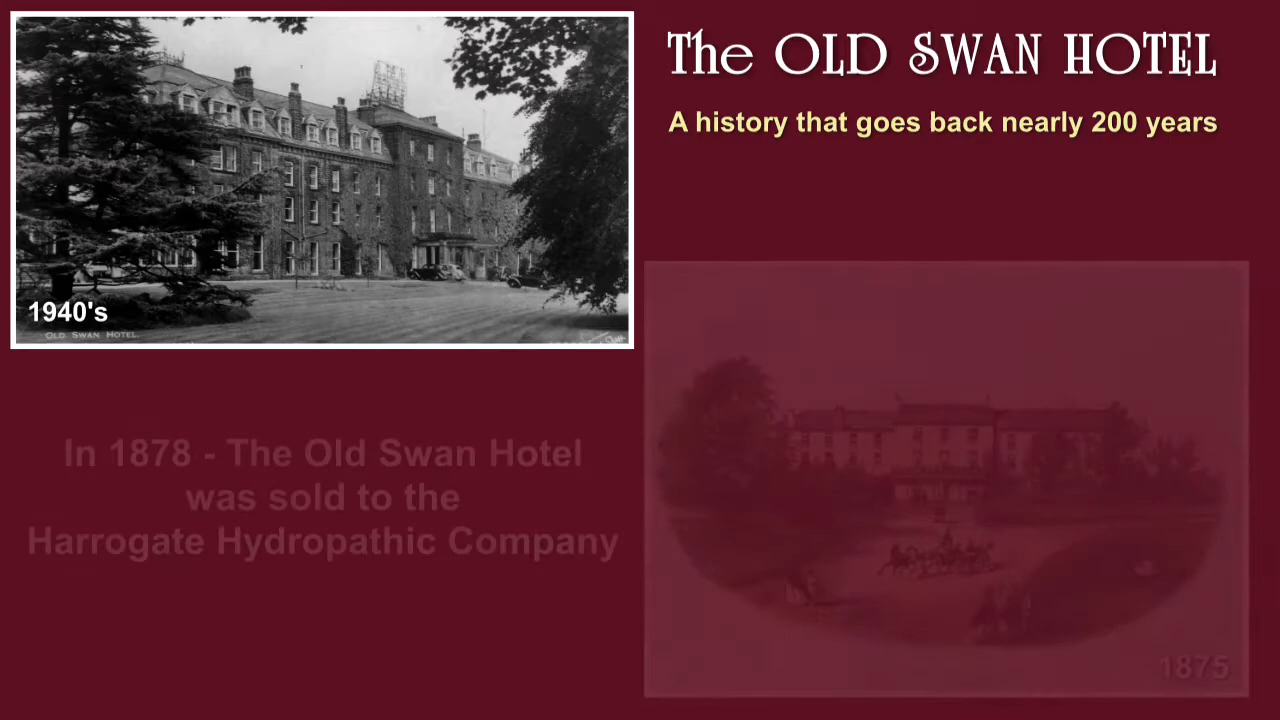 The OLD SWAN HOTEL
A history that goes back nearly 200 years
1940's
OLD SWAN HOTEL.
In 1878 - The Old Swan Hotel
was sold to the
Harrogate Hydropathic Company
1875